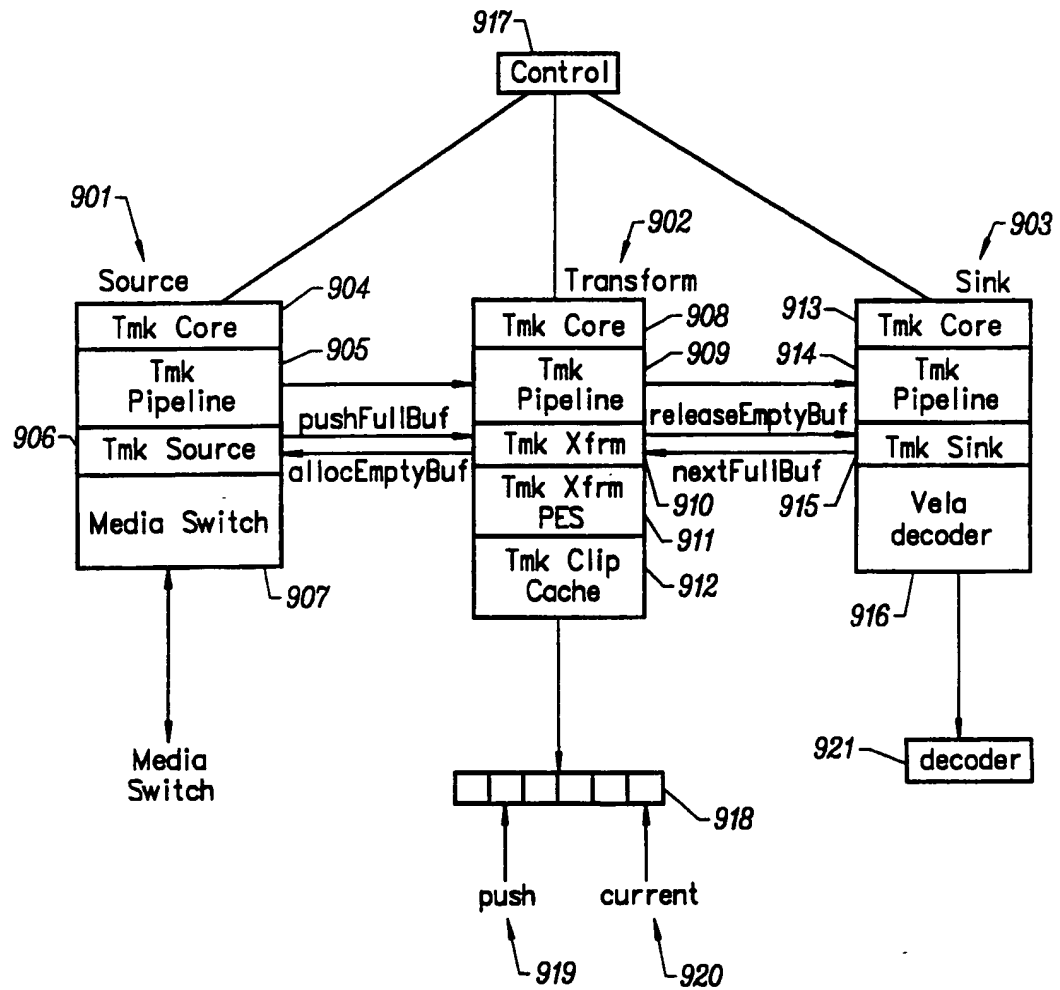 917
Control
901
902
903
Source
904
Transform
Sink
Tmk Core
905
Tmk Core
908
913
Tmk Core
Tmk
Pipeline
909
Tmk
Pipeline
914
Tmk
Pipeline
pushFullBuf
releaseEmptyBuf
906
Tmk Source
Tmk Xfrm
Tmk Sink
allocEmptyBuf
nextFullBuf
910
915
Media Switch
Tmk Xfrm
PES
911
Vela
decoder
Tmk Clip
Cache
912
907
916
Media
Switch
921
decoder
918
push
current
919
920